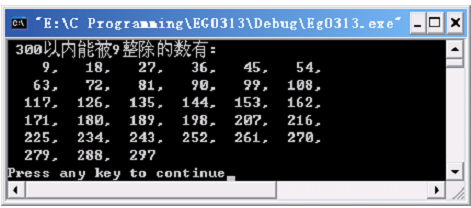 "E:\C Programming\EG0313\Debug\Eg0313.exe"
300以内能被9整除的数有:
9, 18, 27, 36, 45, 54,
63, 72, 81, 90, 99, 108,
117, 126, 135, 144, 153, 162,
171, 180, 189, 198, 207, 216,
225, 234, 243, 252, 261, 270,
279, 288, 297
Press any key to continue_